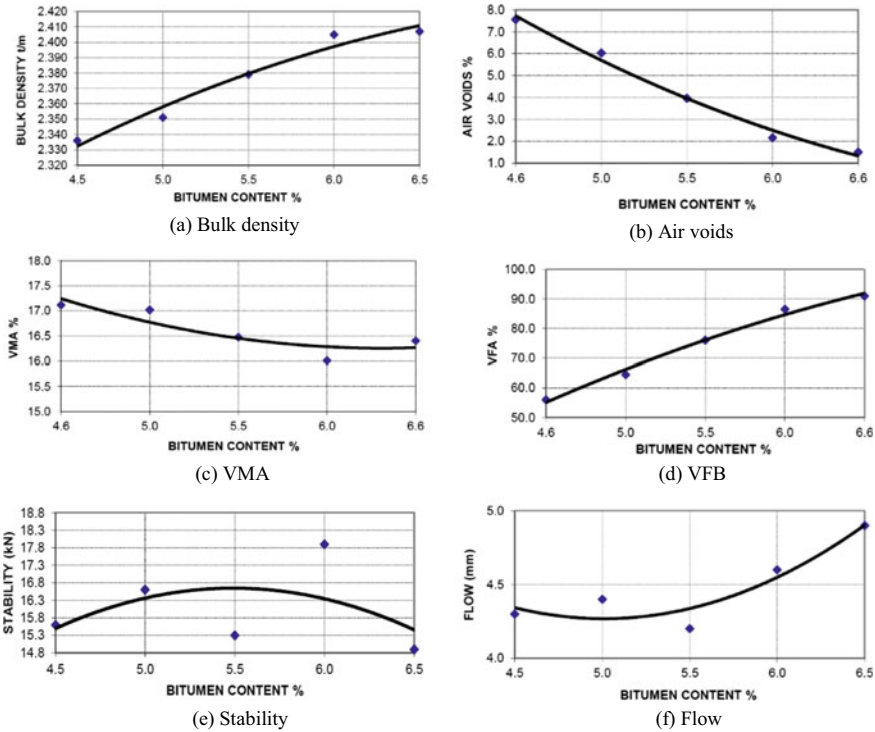 BULK DENSITY t/m
2.410
2.400
2.390
2.380
2.370
2.360
2.350
2.340
2.330
2.320
4.5 5.0 5.5 6.0 6.5
BITUMEN CONTENT %
(a) Bulk density
AIR VOIDS %
8.0
7.0
6.0
5.0
4.0
3.0
2.0
1.0
4.6 5.0 5.5 6.0 6.6
BITUMEN CONTENT %
(b) Air voids
VMA %
18.0
17.5
17.0
16.5
16.0
15.5
15.0
4.6 5.0 5.5 6.0 6.6
BITUMEN CONTENT %
(c) VMA
VFA %
100.0
90.0
80.0
70.0
60.0
50.0
4.6 5.0 5.5 6.0 6.6
BITUMEN CONTENT %
(d) VFB
STABILITY (kN)
18.8
18.3
17.8
17.3
16.8
16.3
15.8
15.3
14.8
4.5 5.0 5.5 6.0 6.5
BITUMEN CONTENT %
(e) Stability
FLOW (mm)
5.0
4.5
4.0
4.5 5.0 5.5 6.0 6.5
BITUMEN CONTENT %
(f) Flow